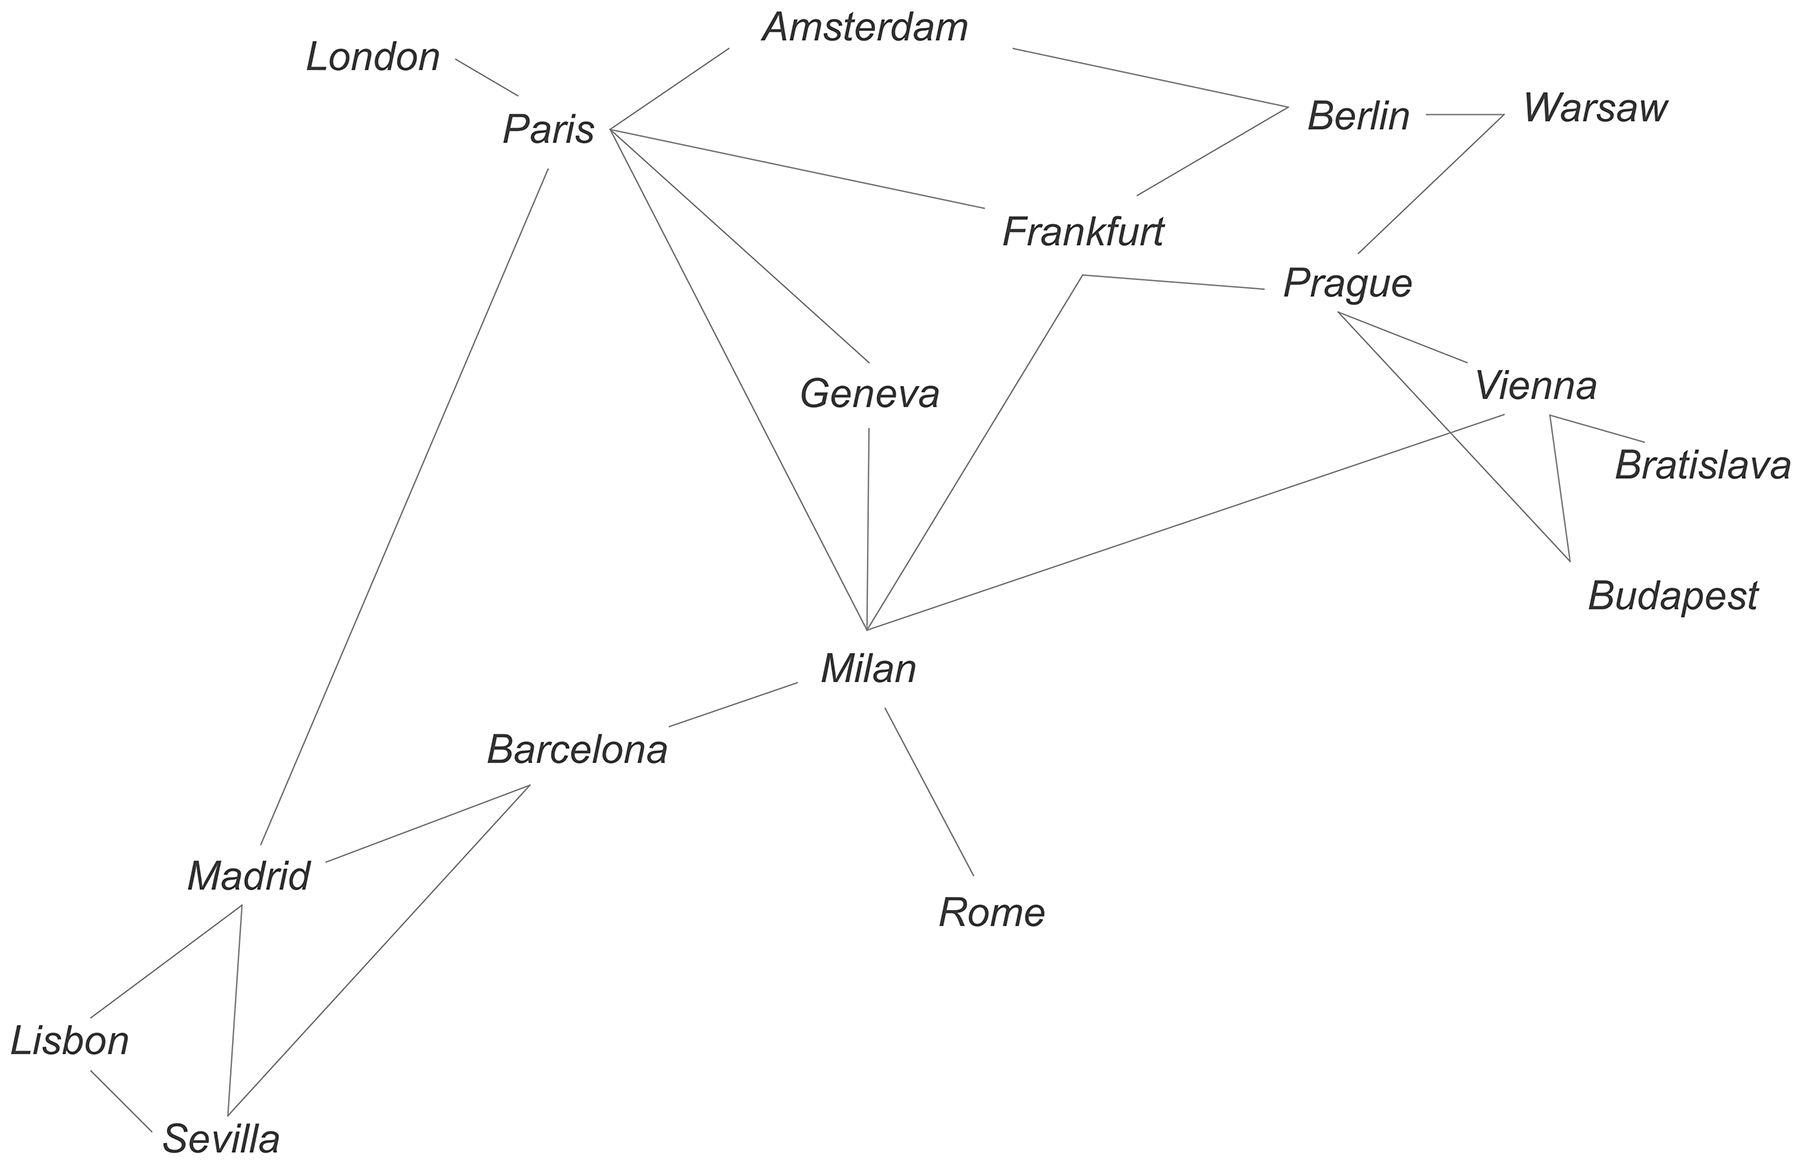 Amsterdam
London
Paris
Berlin
Warsaw
Frankfurt
Prague
Geneva
Vienna
Bratislava
Budapest
Milan
Barcelona
Madrid
Rome
Lisbon
Sevilla